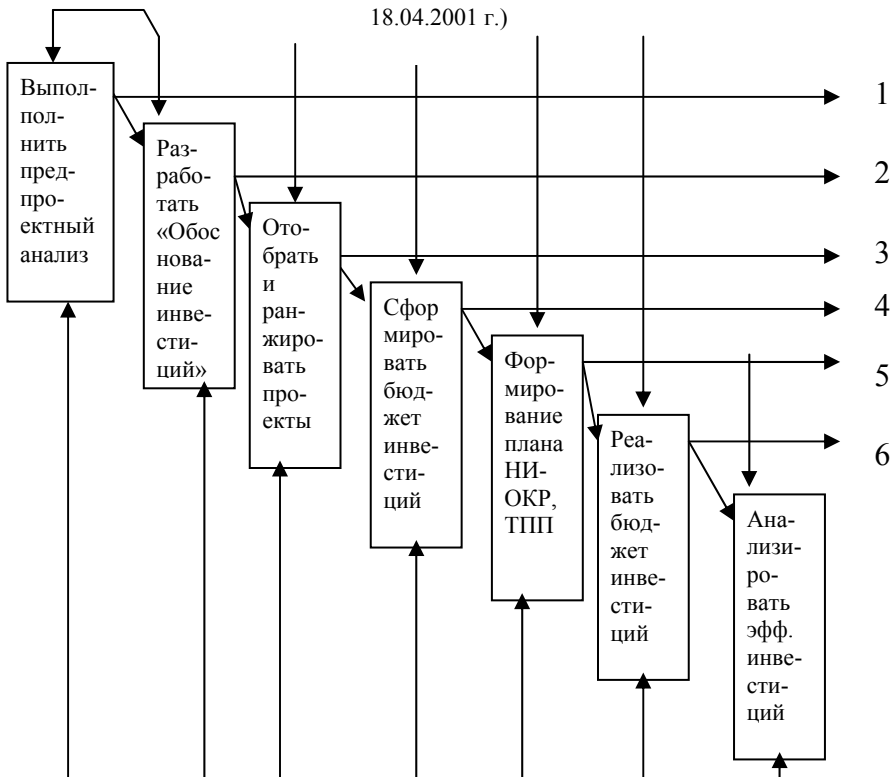 18.04.2001 г.)
Выпол-
пол-
нить
пред-
про-
ектный
анализ
Раз-
рабо-
тать
«Обос
нова-
ние
инве-
сти-
ций»
Ото-
брать
и
ран-
жиро-
вать
про-
екты
Сфор
миро-
вать
бюд-
жет
инве-
сти-
ций
Фор-
миро-
вание
плана
НИ-
ОКР,
ТПП
Реа-
лизо-
вать
бюд-
жет
инве-
сти-
ций
Ана-
лизи-
ро-
вать
эфф.
инве-
сти-
ций
1
2
3
4
5
6